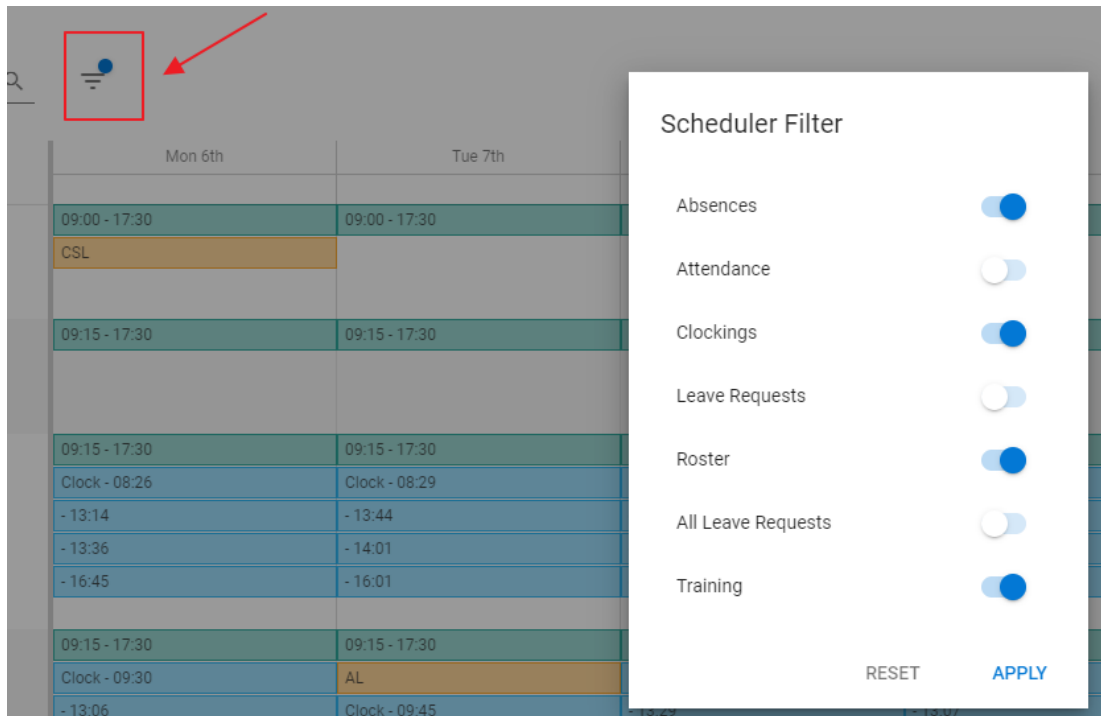 Scheduler Filter
Mon 6th Tue 7th
Absences
09:00 - 17:30 09:00 - 17:30
CSL
Attendance
09:15 - 17:30 09:15 - 17:30
Clockings
Leave Requests
09:15 - 17:30 09:15 - 17:30
Roster
Clock - 08:26 Clock - 08:29
- 13:14 - 13:44
All Leave Requests
- 13:36 - 14:01
- 16:45 - 16:01
Training
09:15 - 17:30 09:15 - 17:30
Clock - 09:30 AL
RESET APPLY
- 13:06 Clock - 09:45 - 13:29 - 13:07